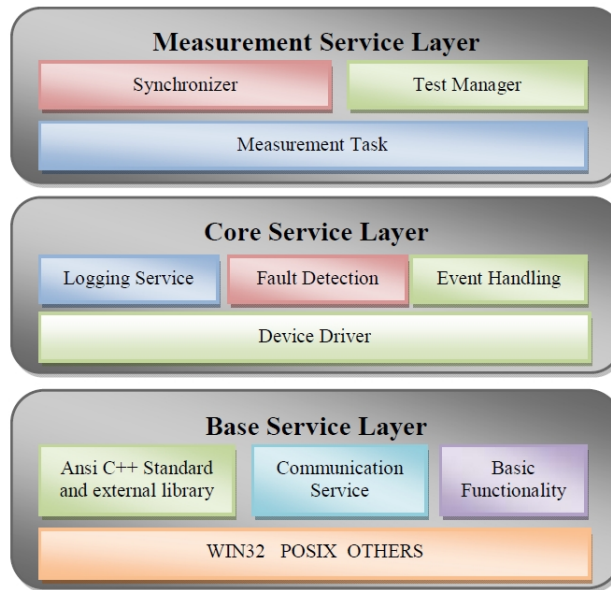 Measurement Service Layer
Synchronizer
Test Manager
Measurement Task
Core Service Layer
Logging Service
Fault Detection
Event Handling
Device Driver
Base Service Layer
Ansi C++ Standard
and external library
Communication
Service
Basic
Functionality
WIN32 POSIX OTHERS